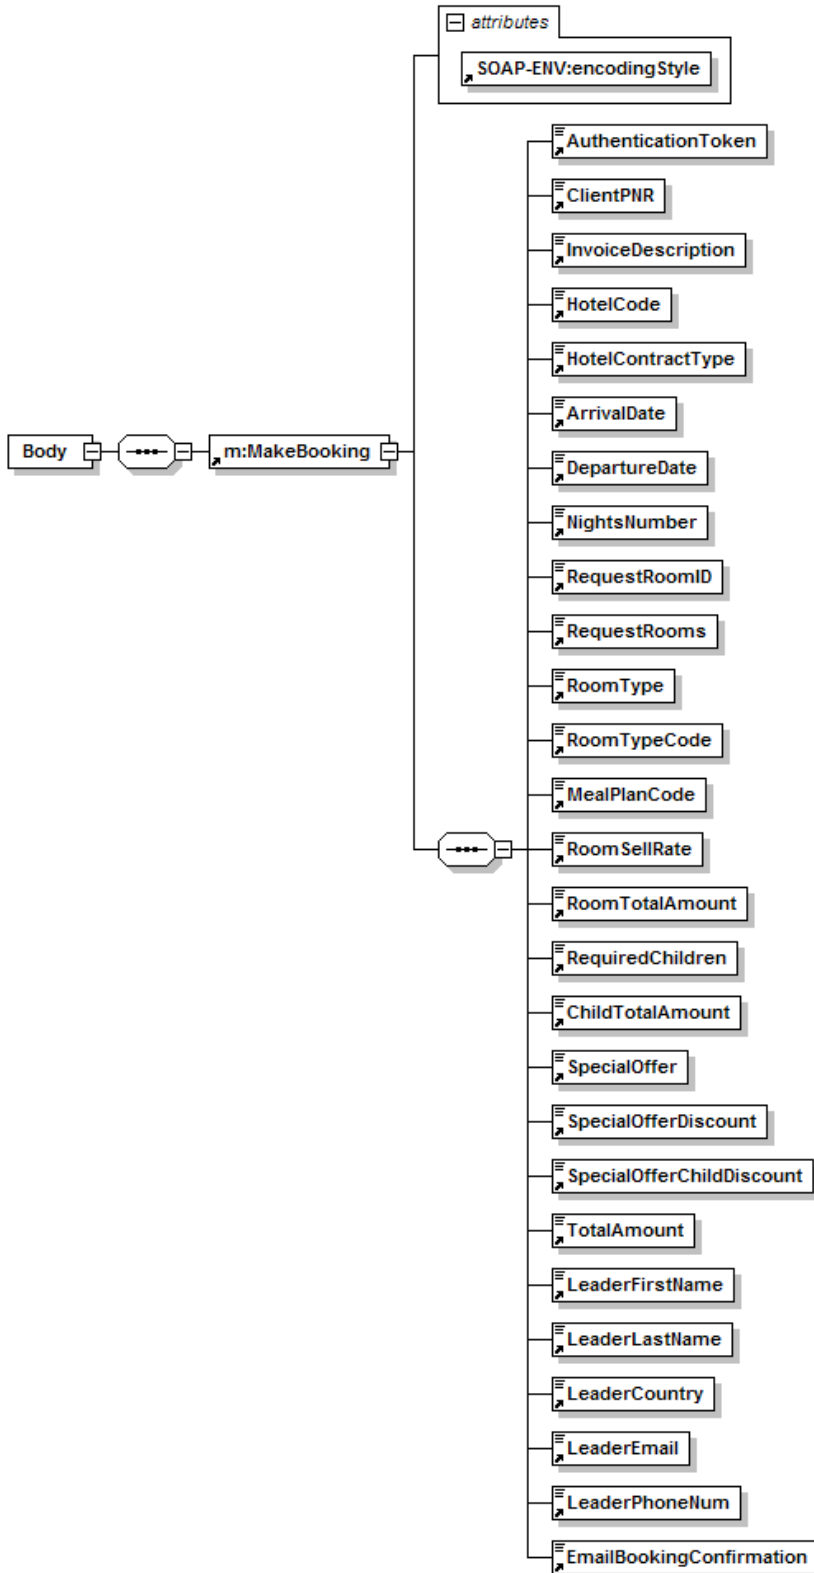 attributes
SOAP-ENV:encodingStyle
AuthenticationToken
ClientPNR
InvoiceDescription
HotelCode
HotelContractType
ArrivalDate
Body
m:MakeBooking
DepartureDate
NightsNumber
RequestRoomID
RequestRooms
RoomType
RoomTypeCode
MealPlanCode
RoomSellRate
RoomTotalAmount
RequiredChildren
ChildTotalAmount
SpecialOffer
SpecialOfferDiscount
SpecialOfferChildDiscount
TotalAmount
LeaderFirstName
LeaderLastName
LeaderCountry
LeaderEmail
LeaderPhoneNum
EmailBookingConfirmation